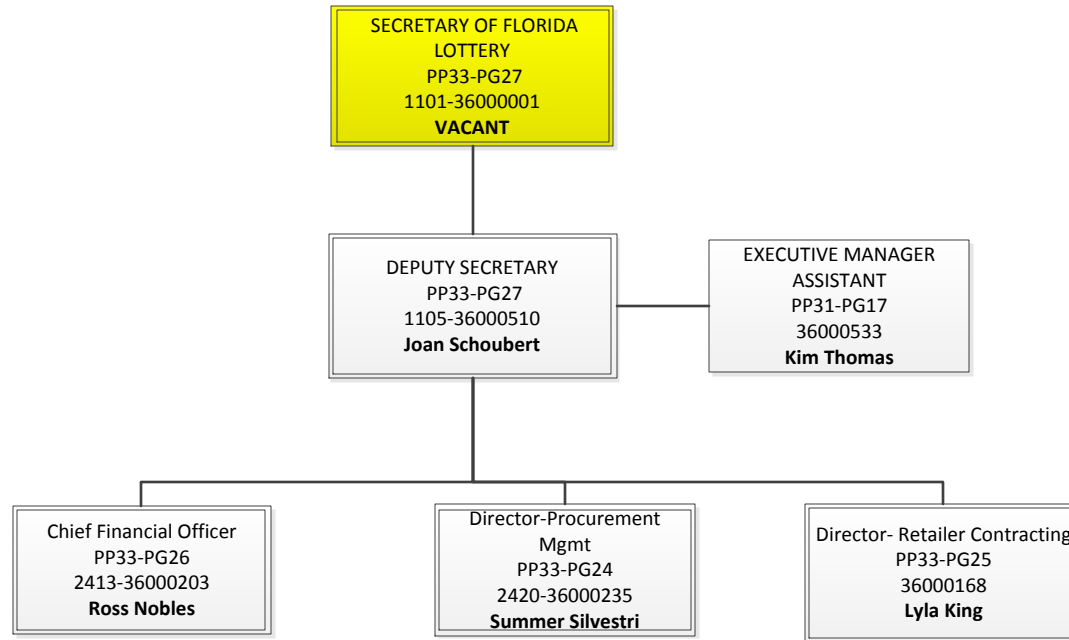 SECRETARY OF FLORIDA
LOTTERY
PP33-PG27
1101-36000001
VACANT
DEPUTY SECRETARY
PP33-PG27
1105-36000510
Joan Schoubert
EXECUTIVE MANAGER
ASSISTANT
PP31-PG17
36000533
Kim Thomas
Chief Financial Officer
PP33-PG26
2413-36000203
Ross Nobles
Director-Procurement
Mgmt
PP33-PG24
2420-36000235
Summer Silvestri
Director- Retailer Contracting
PP33-PG25
36000168
Lyla King